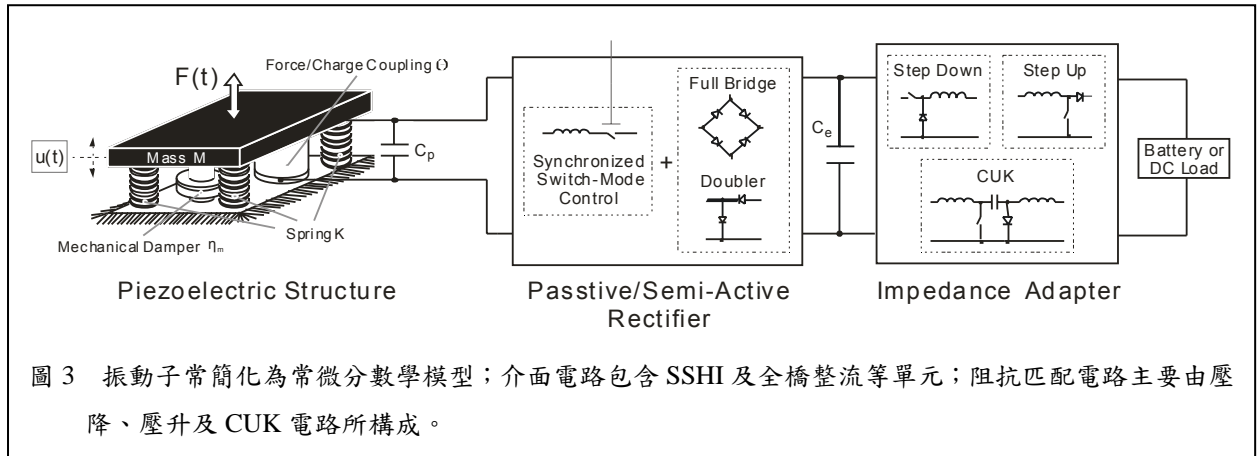 F(t)
Force/Charge Coupling Θ
u(t)
Mass M
C_p
Mechanical Damper η_m
Spring K
Piezoelectric Structure
Synchronized
Switch-Mode
Control
+
Full Bridge
Doubler
Passtive/Semi-Active
Rectifier
C_e
Step Down
Step Up
CUK
Impedance Adapter
Battery or
DC Load
圖 3 振動子常簡化為常微分數學模型；介面電路包含 SSHI 及全橋整流等單元；阻抗匹配電路主要由壓
降、壓升及 CUK 電路所構成。